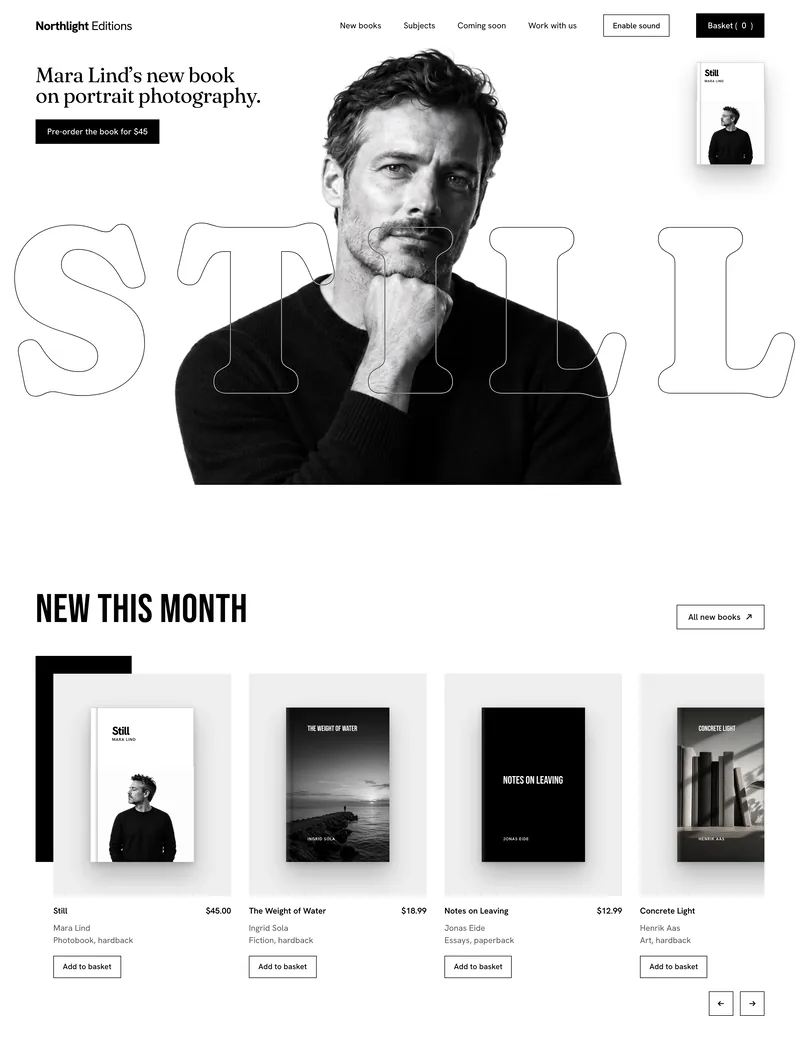 Northlight Editions
New books
Subjects
Coming soon
Work with us
Enable sound
Basket ( 0 )
Mara Lind’s new book
on portrait photography.
Pre-order the book for $45
Still
MARA LIND
STILL
NEW THIS MONTH
All new books
Still
MARA LIND
THE WEIGHT OF WATER
INGRID SOLA
NOTES ON LEAVING
JONAS EIDE
CONCRETE LIGHT
HENRIK AAS
Still $45.00
Mara Lind
Photobook, hardback
Add to basket
The Weight of Water $18.99
Ingrid Sola
Fiction, hardback
Add to basket
Notes on Leaving $12.99
Jonas Eide
Essays, paperback
Add to basket
Concrete Light
Henrik Aas
Art, hardback
Add to basket